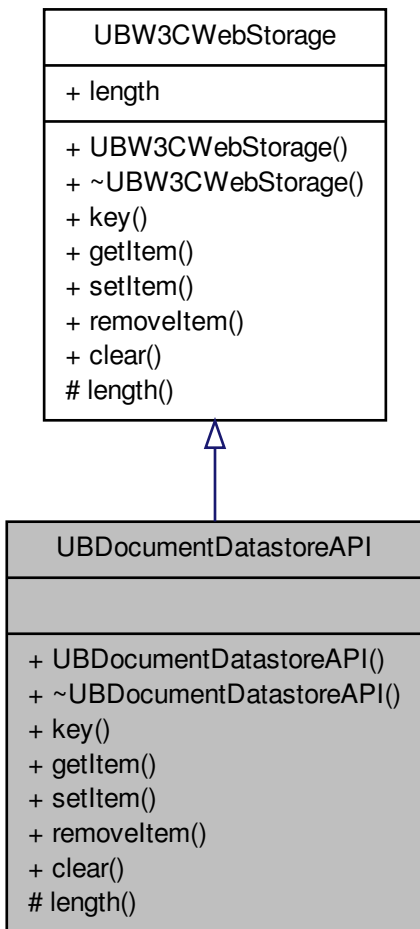 UBW3CWebStorage
+ length
+ UBW3CWebStorage()
+ ~UBW3CWebStorage()
+ key()
+ getItem()
+ setItem()
+ removeItem()
+ clear()
# length()
UBDocumentDatastoreAPI
+ UBDocumentDatastoreAPI()
+ ~UBDocumentDatastoreAPI()
+ key()
+ getItem()
+ setItem()
+ removeItem()
+ clear()
# length()